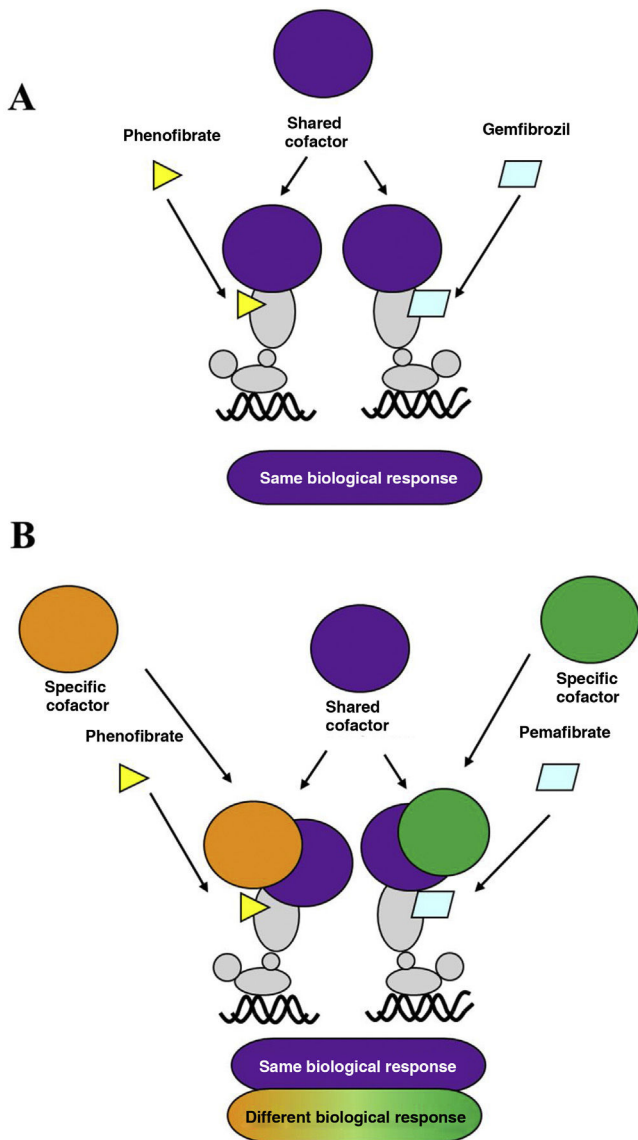 A
Phenofibrate
Shared
cofactor
Gemfibrozil
Same biological response
B
Specific
cofactor
Shared
cofactor
Specific
cofactor
Phenofibrate
Pemafibrate
Same biological response
Different biological response